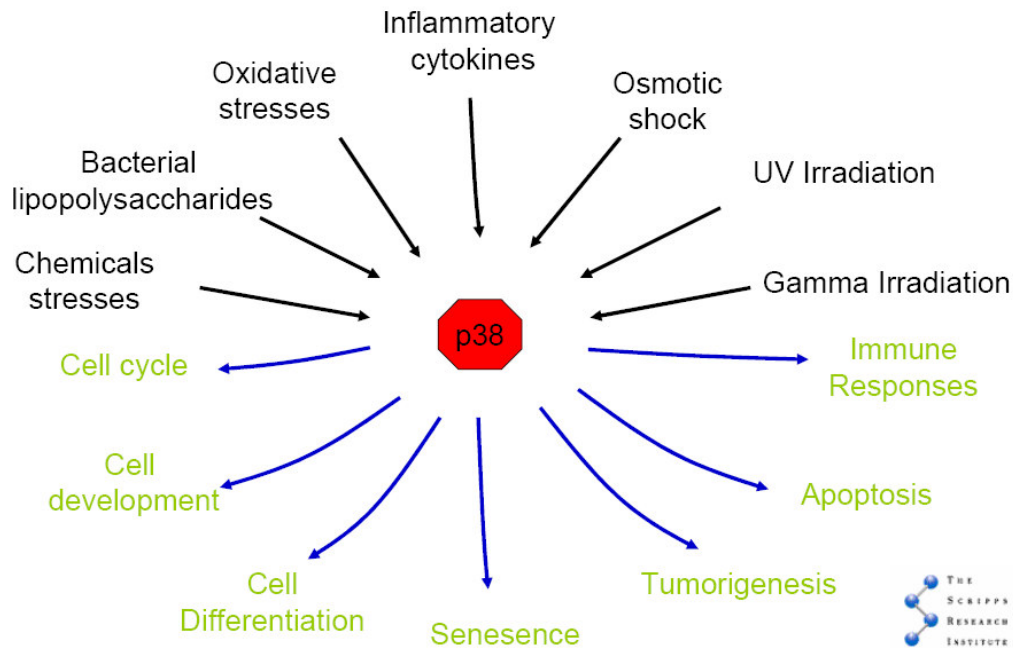 Inflammatory
cytokines
Oxidative
stresses
Osmotic
shock
Bacterial
lipopolysaccharides
UV Irradiation
Chemicals
stresses
Gamma Irradiation
p38
Cell cycle
Immune
Responses
Cell
development
Apoptosis
Cell
Differentiation
Senesence
Tumorigenesis
THE
SCRIPPS
RESEARCH
INSTITUTE